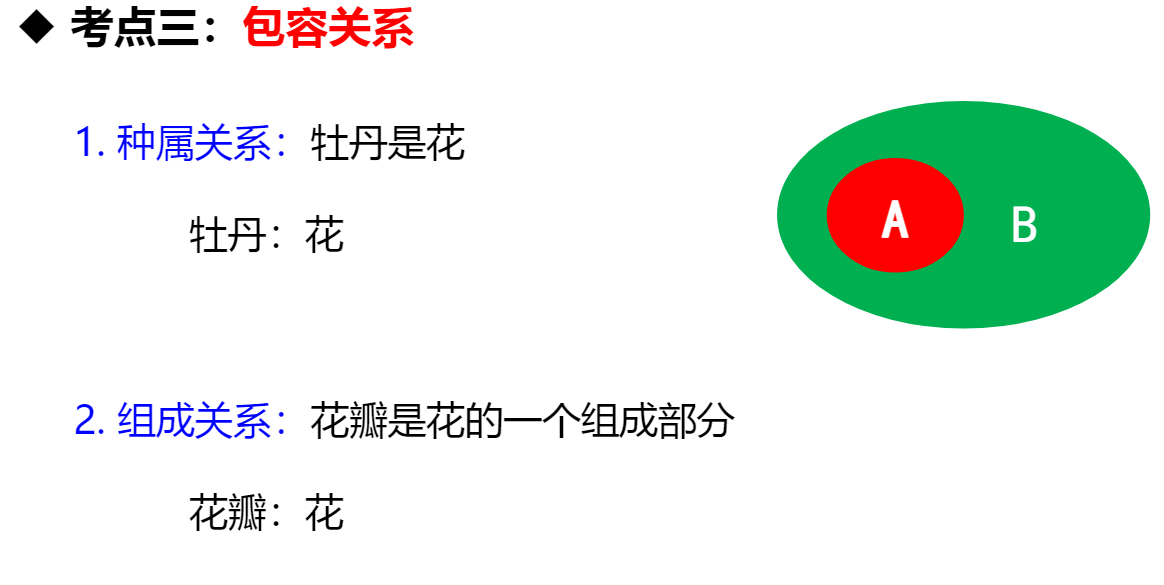 ◆ 考点三：包容关系
1. 种属关系：牡丹是花
牡丹：花
A B
2. 组成关系：花瓣是花的一个组成部分
花瓣：花